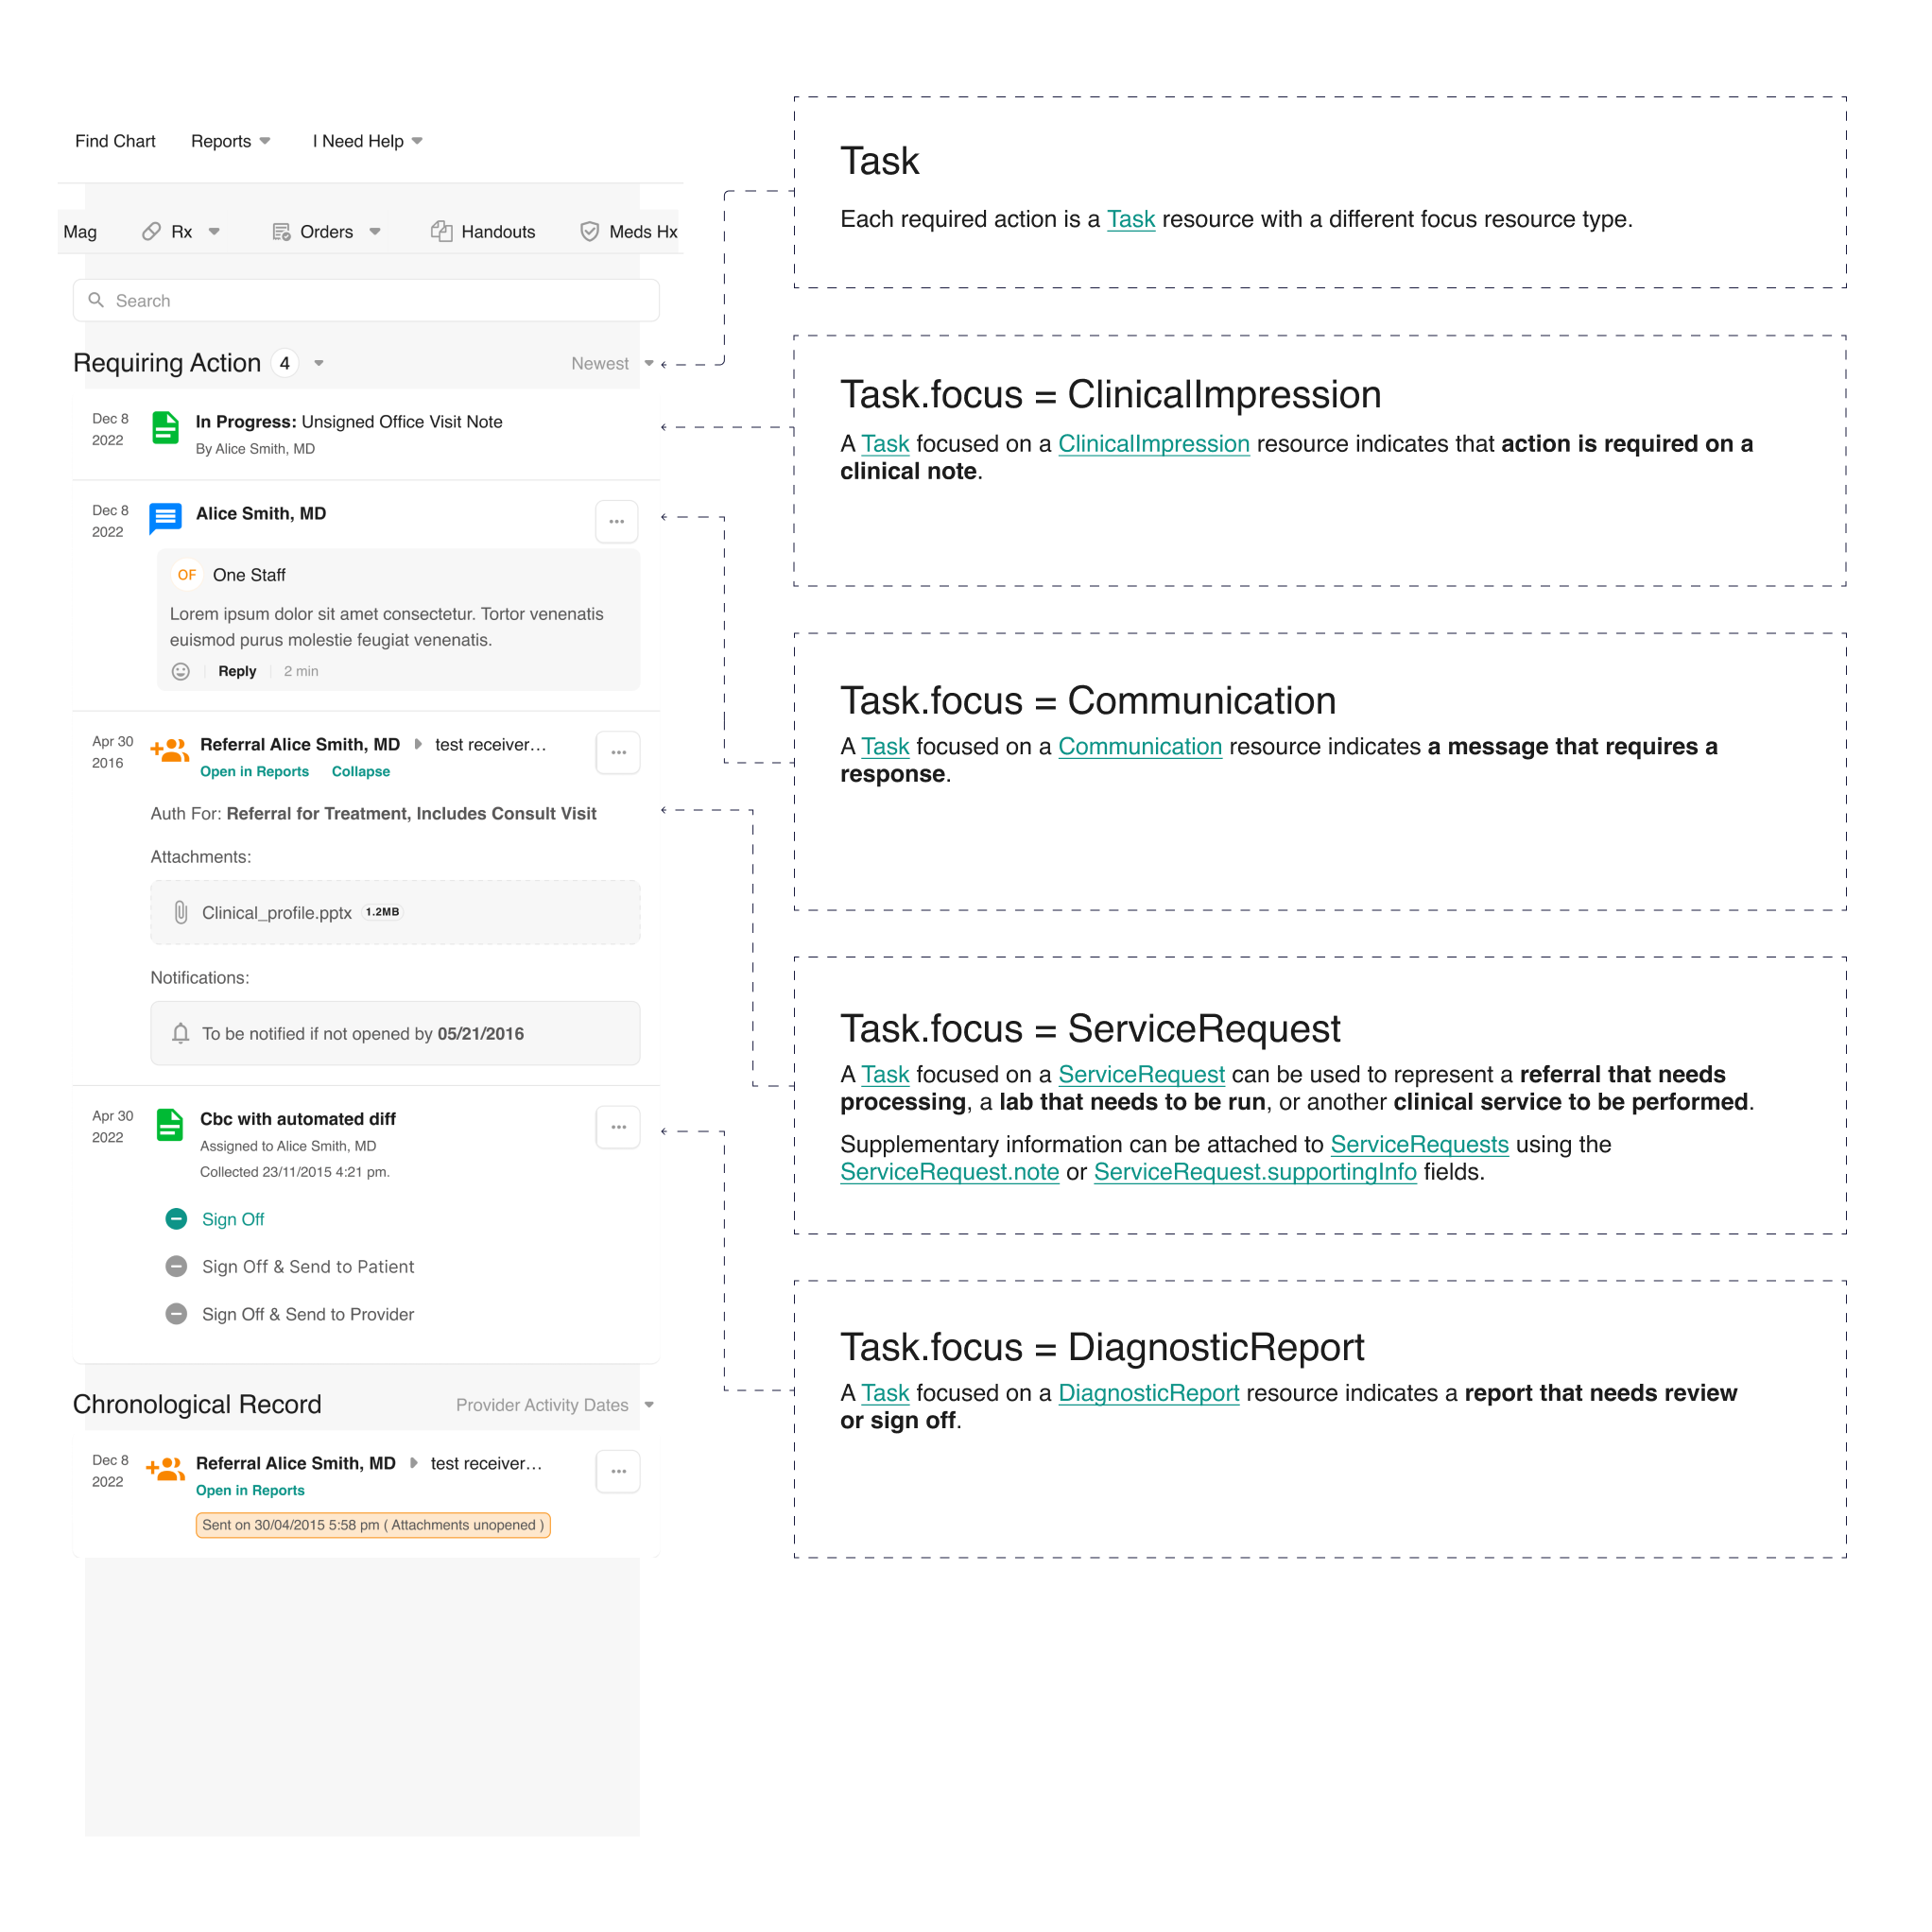 Find Chart Reports I Need Help
Mag Rx Orders Handouts Meds Hx
Search
Requiring Action 4 Newest
Dec 8
2022
In Progress: Unsigned Office Visit Note
By Alice Smith, MD
Dec 8
2022
Alice Smith, MD
OF One Staff
Lorem ipsum dolor sit amet consectetur. Tortor venenatis
euismod purus molestie feugiat venenatis.
Reply 2 min
Apr 30
2016
Referral Alice Smith, MD test receiver...
Open in Reports Collapse
Auth For: Referral for Treatment, Includes Consult Visit
Attachments:
Clinical_profile.pptx 1.2MB
Notifications:
To be notified if not opened by 05/21/2016
Apr 30
2022
Cbc with automated diff
Assigned to Alice Smith, MD
Collected 23/11/2015 4:21 pm.
Sign Off
Sign Off & Send to Patient
Sign Off & Send to Provider
Chronological Record Provider Activity Dates
Dec 8
2022
Referral Alice Smith, MD test receiver...
Open in Reports
Sent on 30/04/2015 5:58 pm ( Attachments unopened )
Task
Each required action is a Task resource with a different focus resource type.
Task.focus = ClinicalImpression
A Task focused on a ClinicalImpression resource indicates that action is required on a
clinical note.
Task.focus = Communication
A Task focused on a Communication resource indicates a message that requires a
response.
Task.focus = ServiceRequest
A Task focused on a ServiceRequest can be used to represent a referral that needs
processing, a lab that needs to be run, or another clinical service to be performed.
Supplementary information can be attached to ServiceRequests using the
ServiceRequest.note or ServiceRequest.supportingInfo fields.
Task.focus = DiagnosticReport
A Task focused on a DiagnosticReport resource indicates a report that needs review
or sign off.